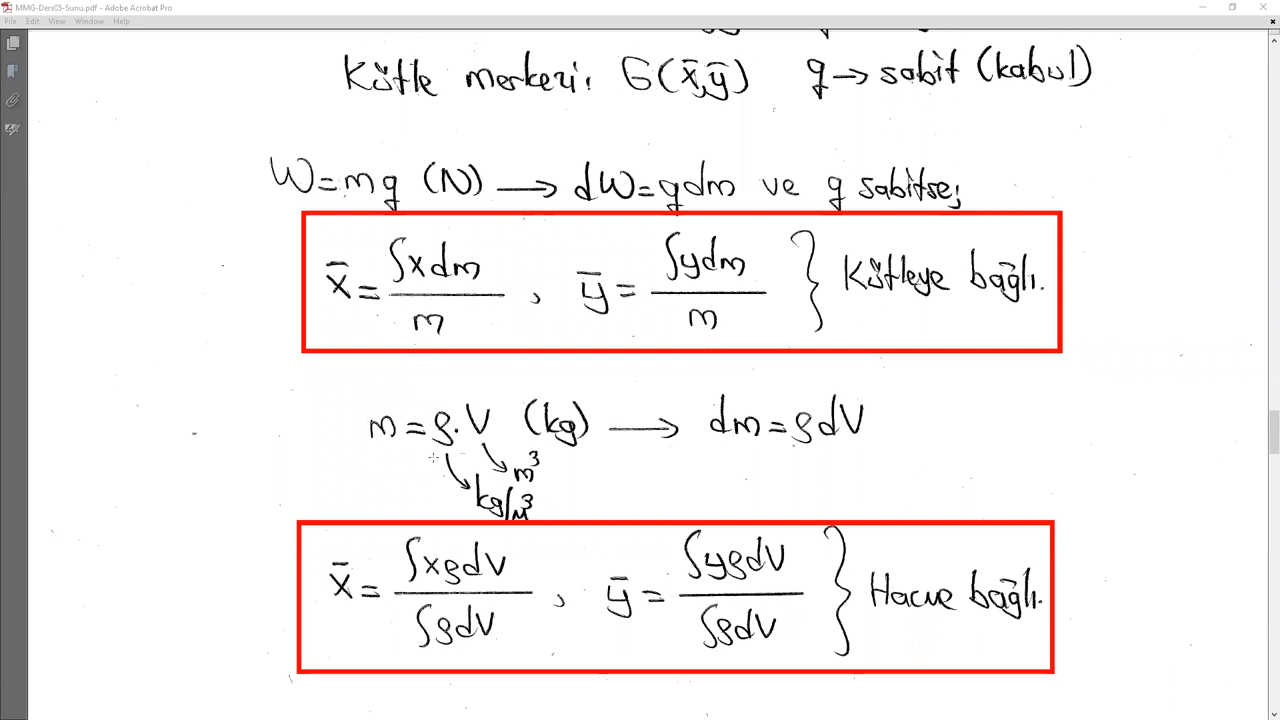 MMG-Ders05-Sunu.pdf - Adobe Acrobat Pro
File Edit View Window Help
Kütle merkezi: G(x̄,ȳ) g→ sabit (kabul)
W=mg (N) → dW=gdm ve g sabitse;
x̄ = ∫xdm / m , ȳ = ∫ydm / m } Kütleye bağlı.
m=ρ.V (kg) → dm=ρdV
m³
kg/m³
x̄ = ∫xρdV / ∫ρdV , ȳ = ∫yρdV / ∫ρdV } Hacme bağlı.